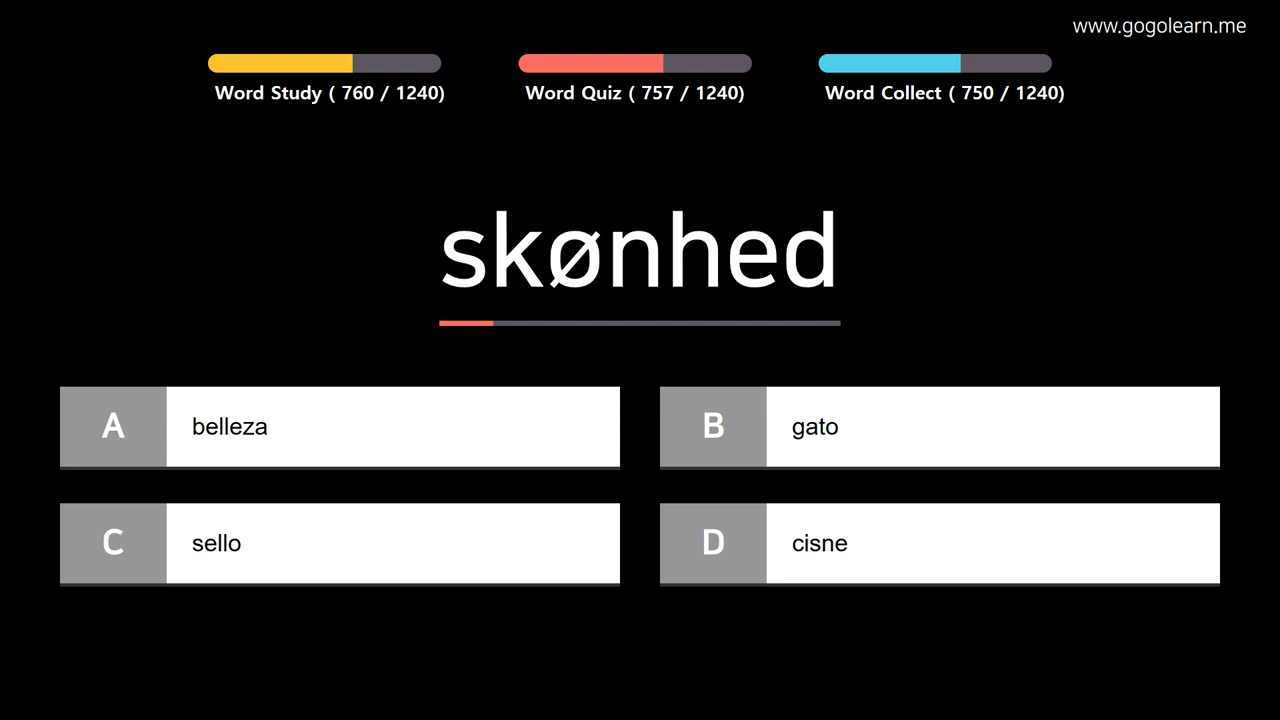 www.gogolearn.me
Word Study ( 760 / 1240)
Word Quiz ( 757 / 1240)
Word Collect ( 750 / 1240)
skønhed
A
belleza
B
gato
C
sello
D
cisne